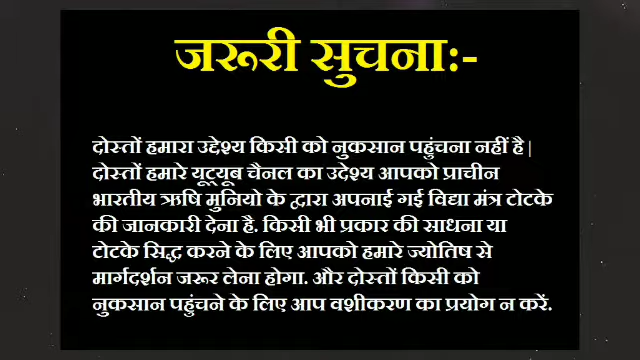 जरूरी सुचना:-
दोस्तों हमारा उद्देश्य किसी को नुकसान पहुंचना नहीं है|
दोस्तों हमारे यूट्यूब चैनल का उदेश्य आपको प्राचीन
भारतीय ऋषि मुनियो के द्वारा अपनाई गई विद्या मंत्र टोटके
की जानकारी देना है. किसी भी प्रकार की साधना या
टोटके सिद्ध करने के लिए आपको हमारे ज्योतिष से
मार्गदर्शन जरूर लेना होगा. और दोस्तों किसी को
नुकसान पहुंचने के लिए आप वशीकरण का प्रयोग न करें.